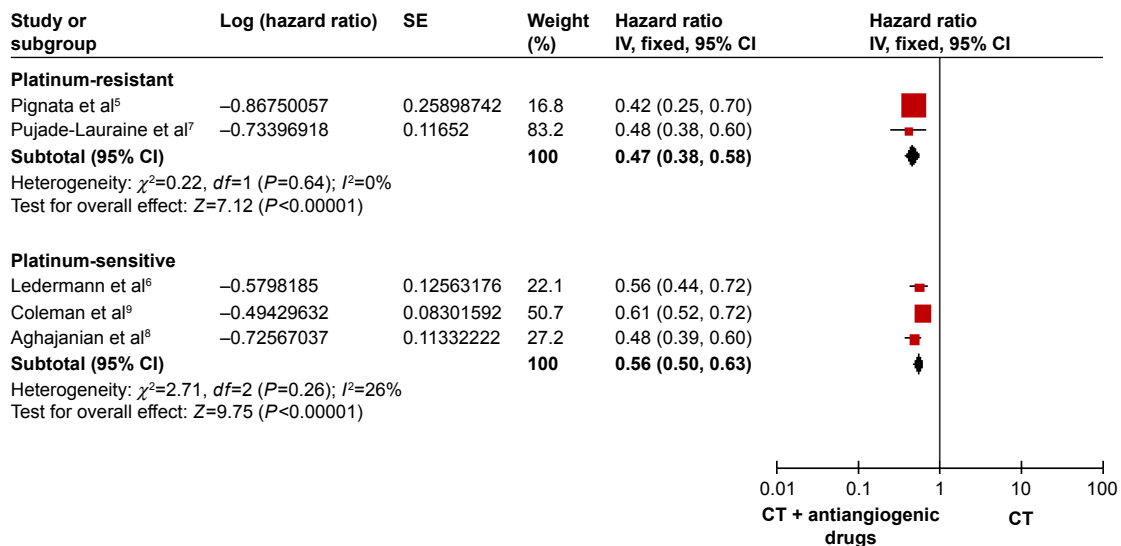 Study or subgroup Log (hazard ratio) SE Weight (%) Hazard ratio IV, fixed, 95% CI Hazard ratio IV, fixed, 95% CI
Platinum-resistant
Pignata et al⁵ –0.86750057 0.25898742 16.8 0.42 (0.25, 0.70)
Pujade-Lauraine et al⁷ –0.73396918 0.11652 83.2 0.48 (0.38, 0.60)
Subtotal (95% CI) 100 0.47 (0.38, 0.58)
Heterogeneity: χ²=0.22, df=1 (P=0.64); I²=0%
Test for overall effect: Z=7.12 (P<0.00001)
Platinum-sensitive
Ledermann et al⁶ –0.5798185 0.12563176 22.1 0.56 (0.44, 0.72)
Coleman et al⁹ –0.49429632 0.08301592 50.7 0.61 (0.52, 0.72)
Aghajanian et al⁸ –0.72567037 0.11332222 27.2 0.48 (0.39, 0.60)
Subtotal (95% CI) 100 0.56 (0.50, 0.63)
Heterogeneity: χ²=2.71, df=2 (P=0.26); I²=26%
Test for overall effect: Z=9.75 (P<0.00001)
0.01 0.1 1 10 100
CT + antiangiogenic drugs CT